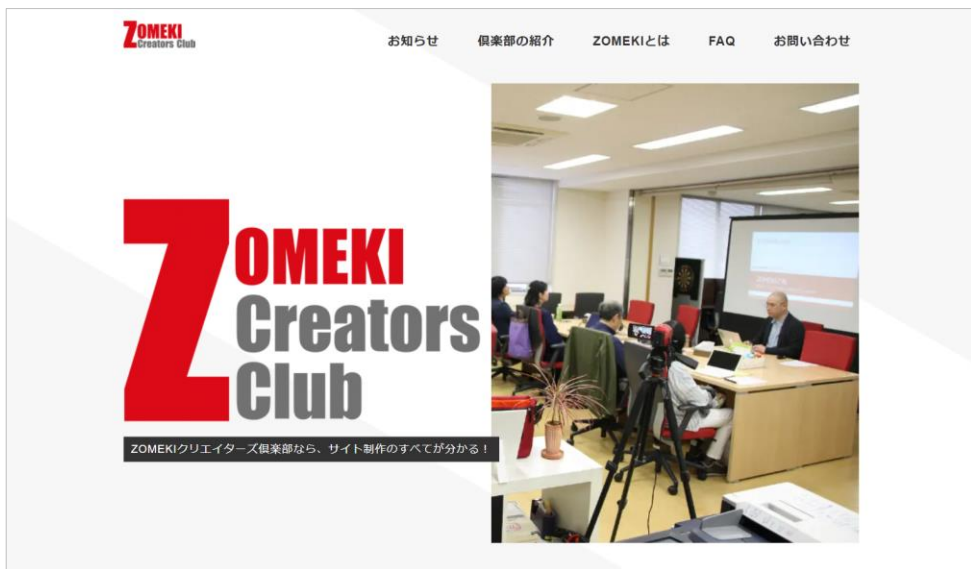 ZOMEKI
Creators Club
お知らせ
倶楽部の紹介
ZOMEKIとは
FAQ
お問い合わせ
ZOMEKI
Creators
Club
ZOMEKIクリエイターズ倶楽部なら、サイト制作のすべてが分かる！